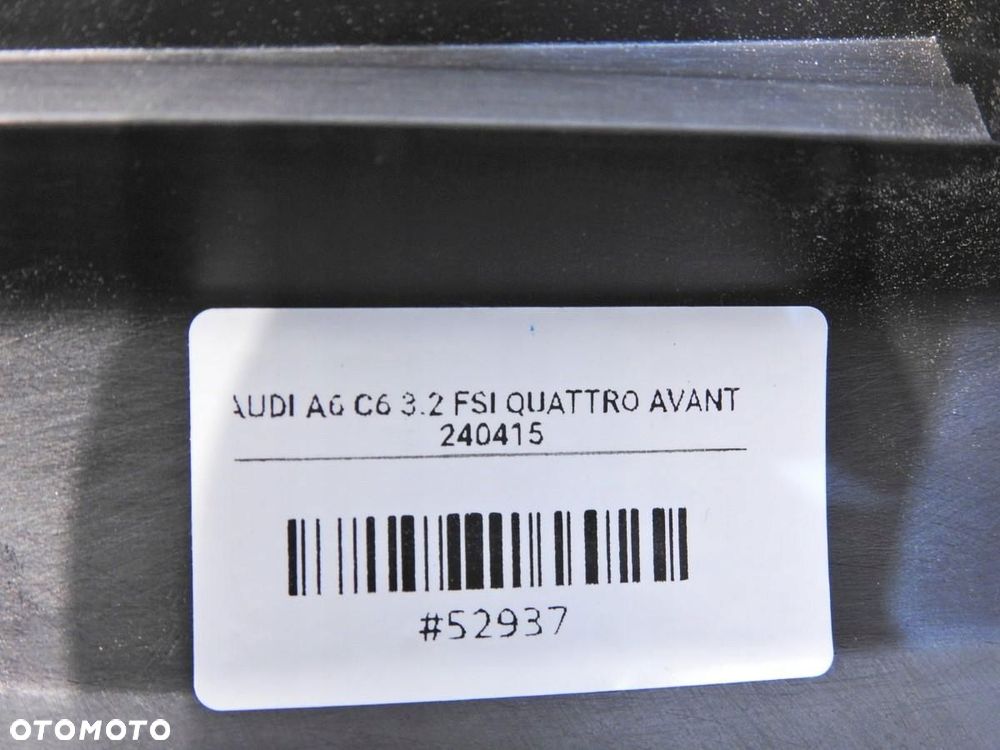 AUDI A6 C6 3.2 FSI QUATTRO AVANT
240415
#52937
OTOMOTO